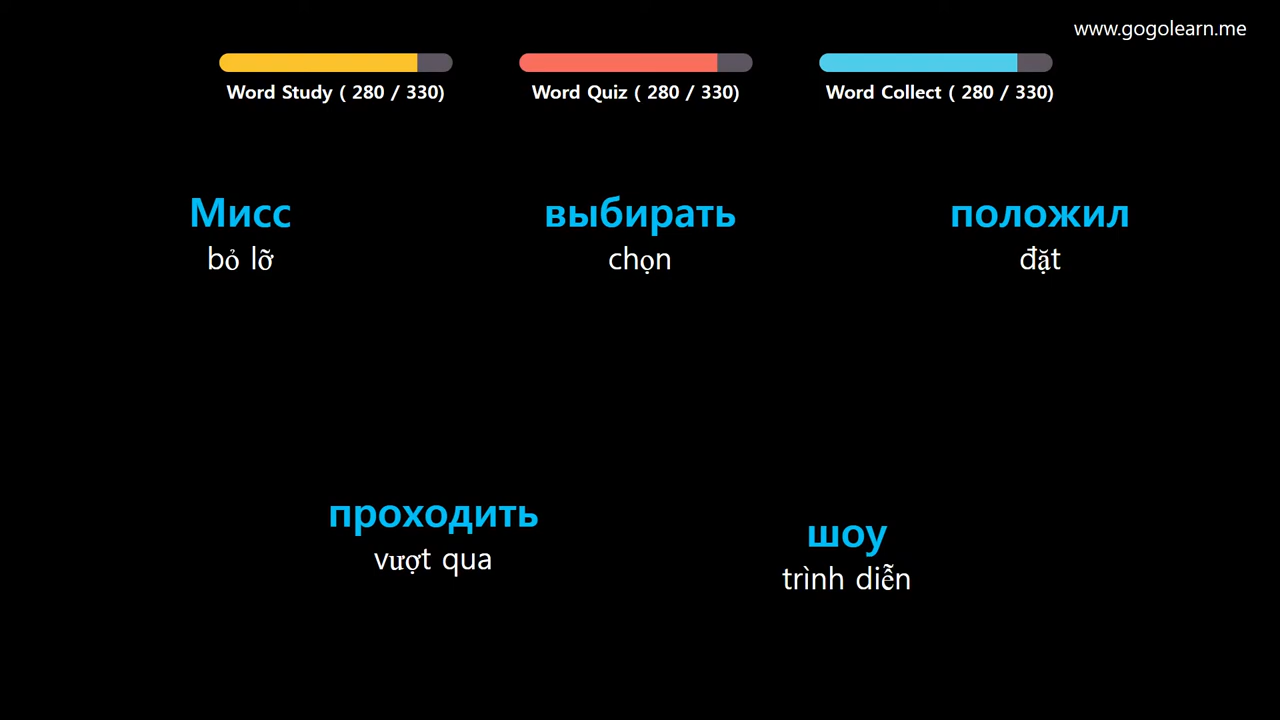 www.gogolearn.me
Word Study ( 280 / 330)
Word Quiz ( 280 / 330)
Word Collect ( 280 / 330)
Мисс
bỏ lỡ
выбирать
chọn
положил
đặt
проходить
vượt qua
шоу
trình diễn